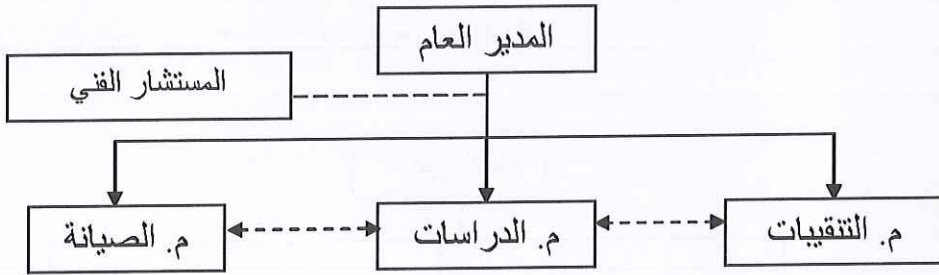 المدير العام
المستشار الفني
م. التنقيبات
م. الدراسات
م. الصيانة